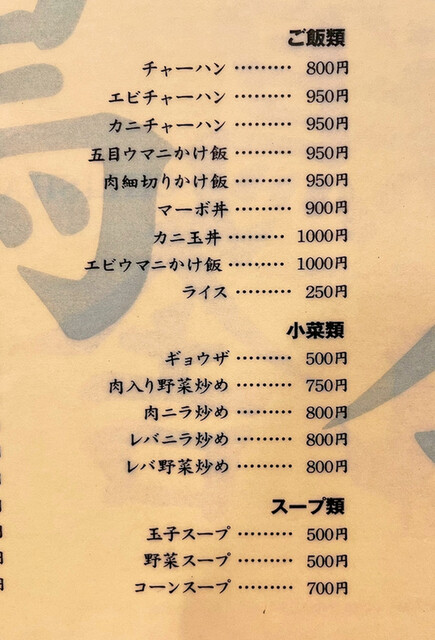 ご飯類
チャーハン ……… 800円
エビチャーハン ……… 950円
カニチャーハン ……… 950円
五目ウマニかけ飯 ……… 950円
肉細切りかけ飯 ……… 950円
マーボ丼 ……… 900円
カニ玉丼 ……… 1000円
エビウマニかけ飯 ……… 1000円
ライス ……… 250円
小菜類
ギョウザ ……… 500円
肉入り野菜炒め ……… 750円
肉ニラ炒め ……… 800円
レバニラ炒め ……… 800円
レバ野菜炒め ……… 800円
スープ類
玉子スープ ……… 500円
野菜スープ ……… 500円
コーンスープ ……… 700円